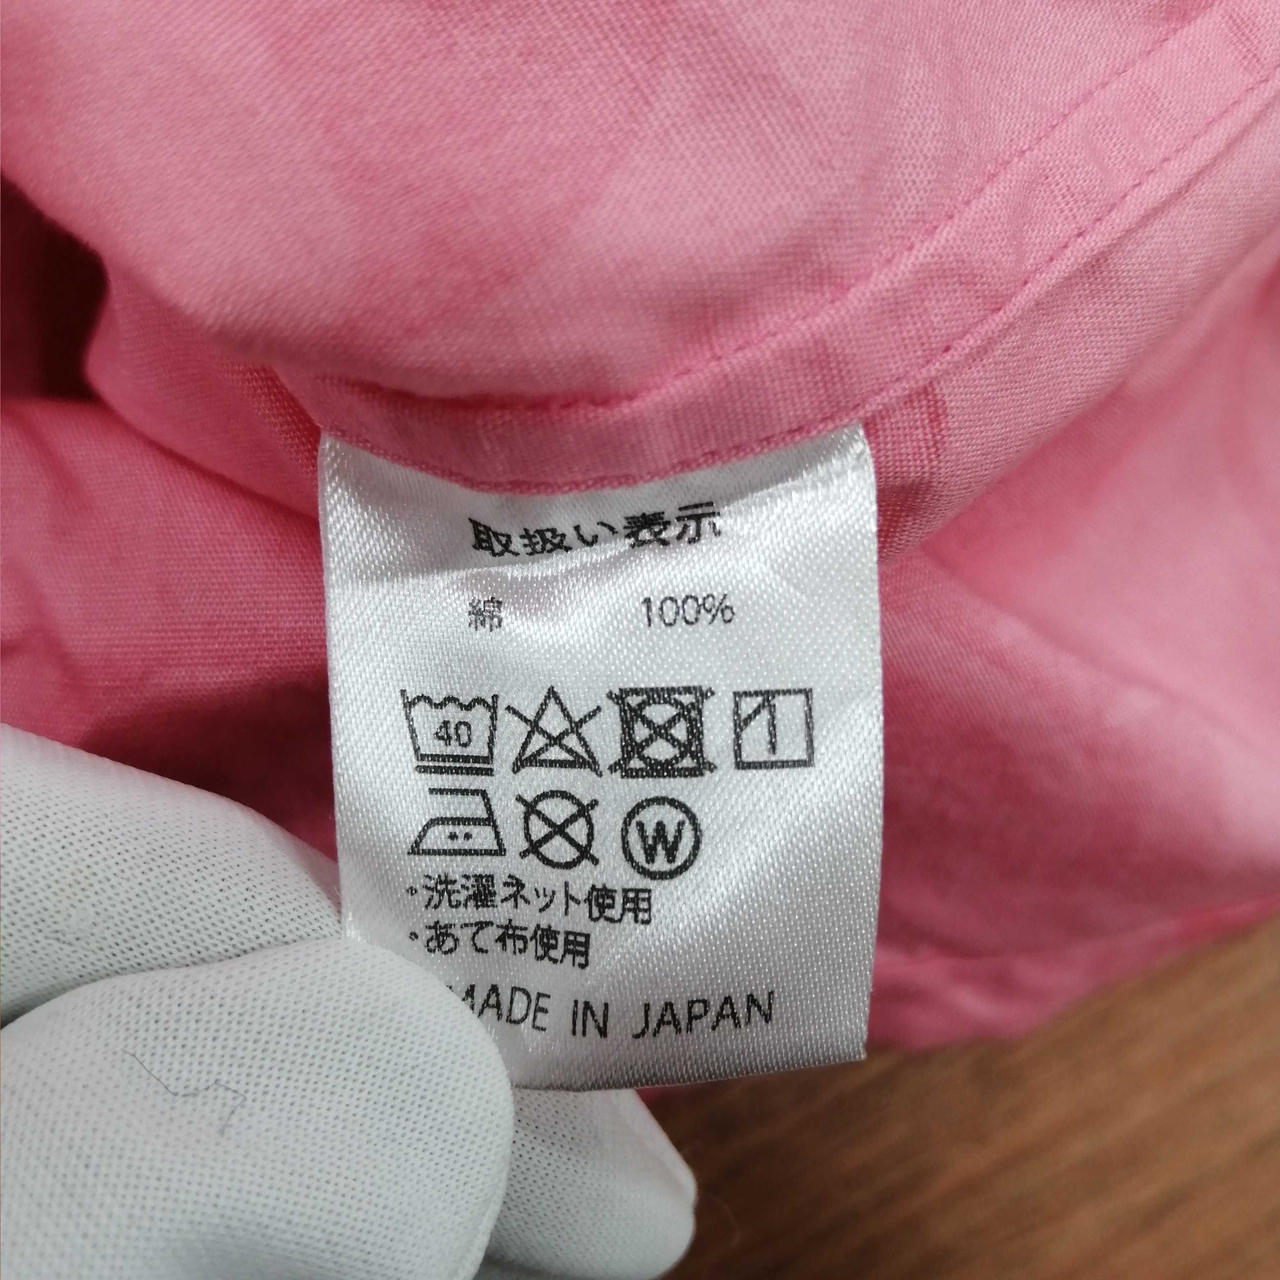 取扱い表示
綿 100%
40
W
・洗濯ネット使用
・あて布使用
MADE IN JAPAN